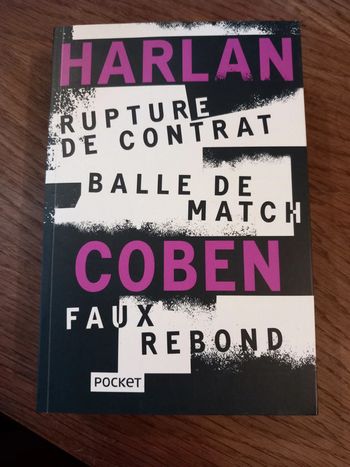 HARLAN
RUPTURE
DE CONTRAT
BALLE DE
MATCH
COBEN
FAUX
REBOND
POCKET